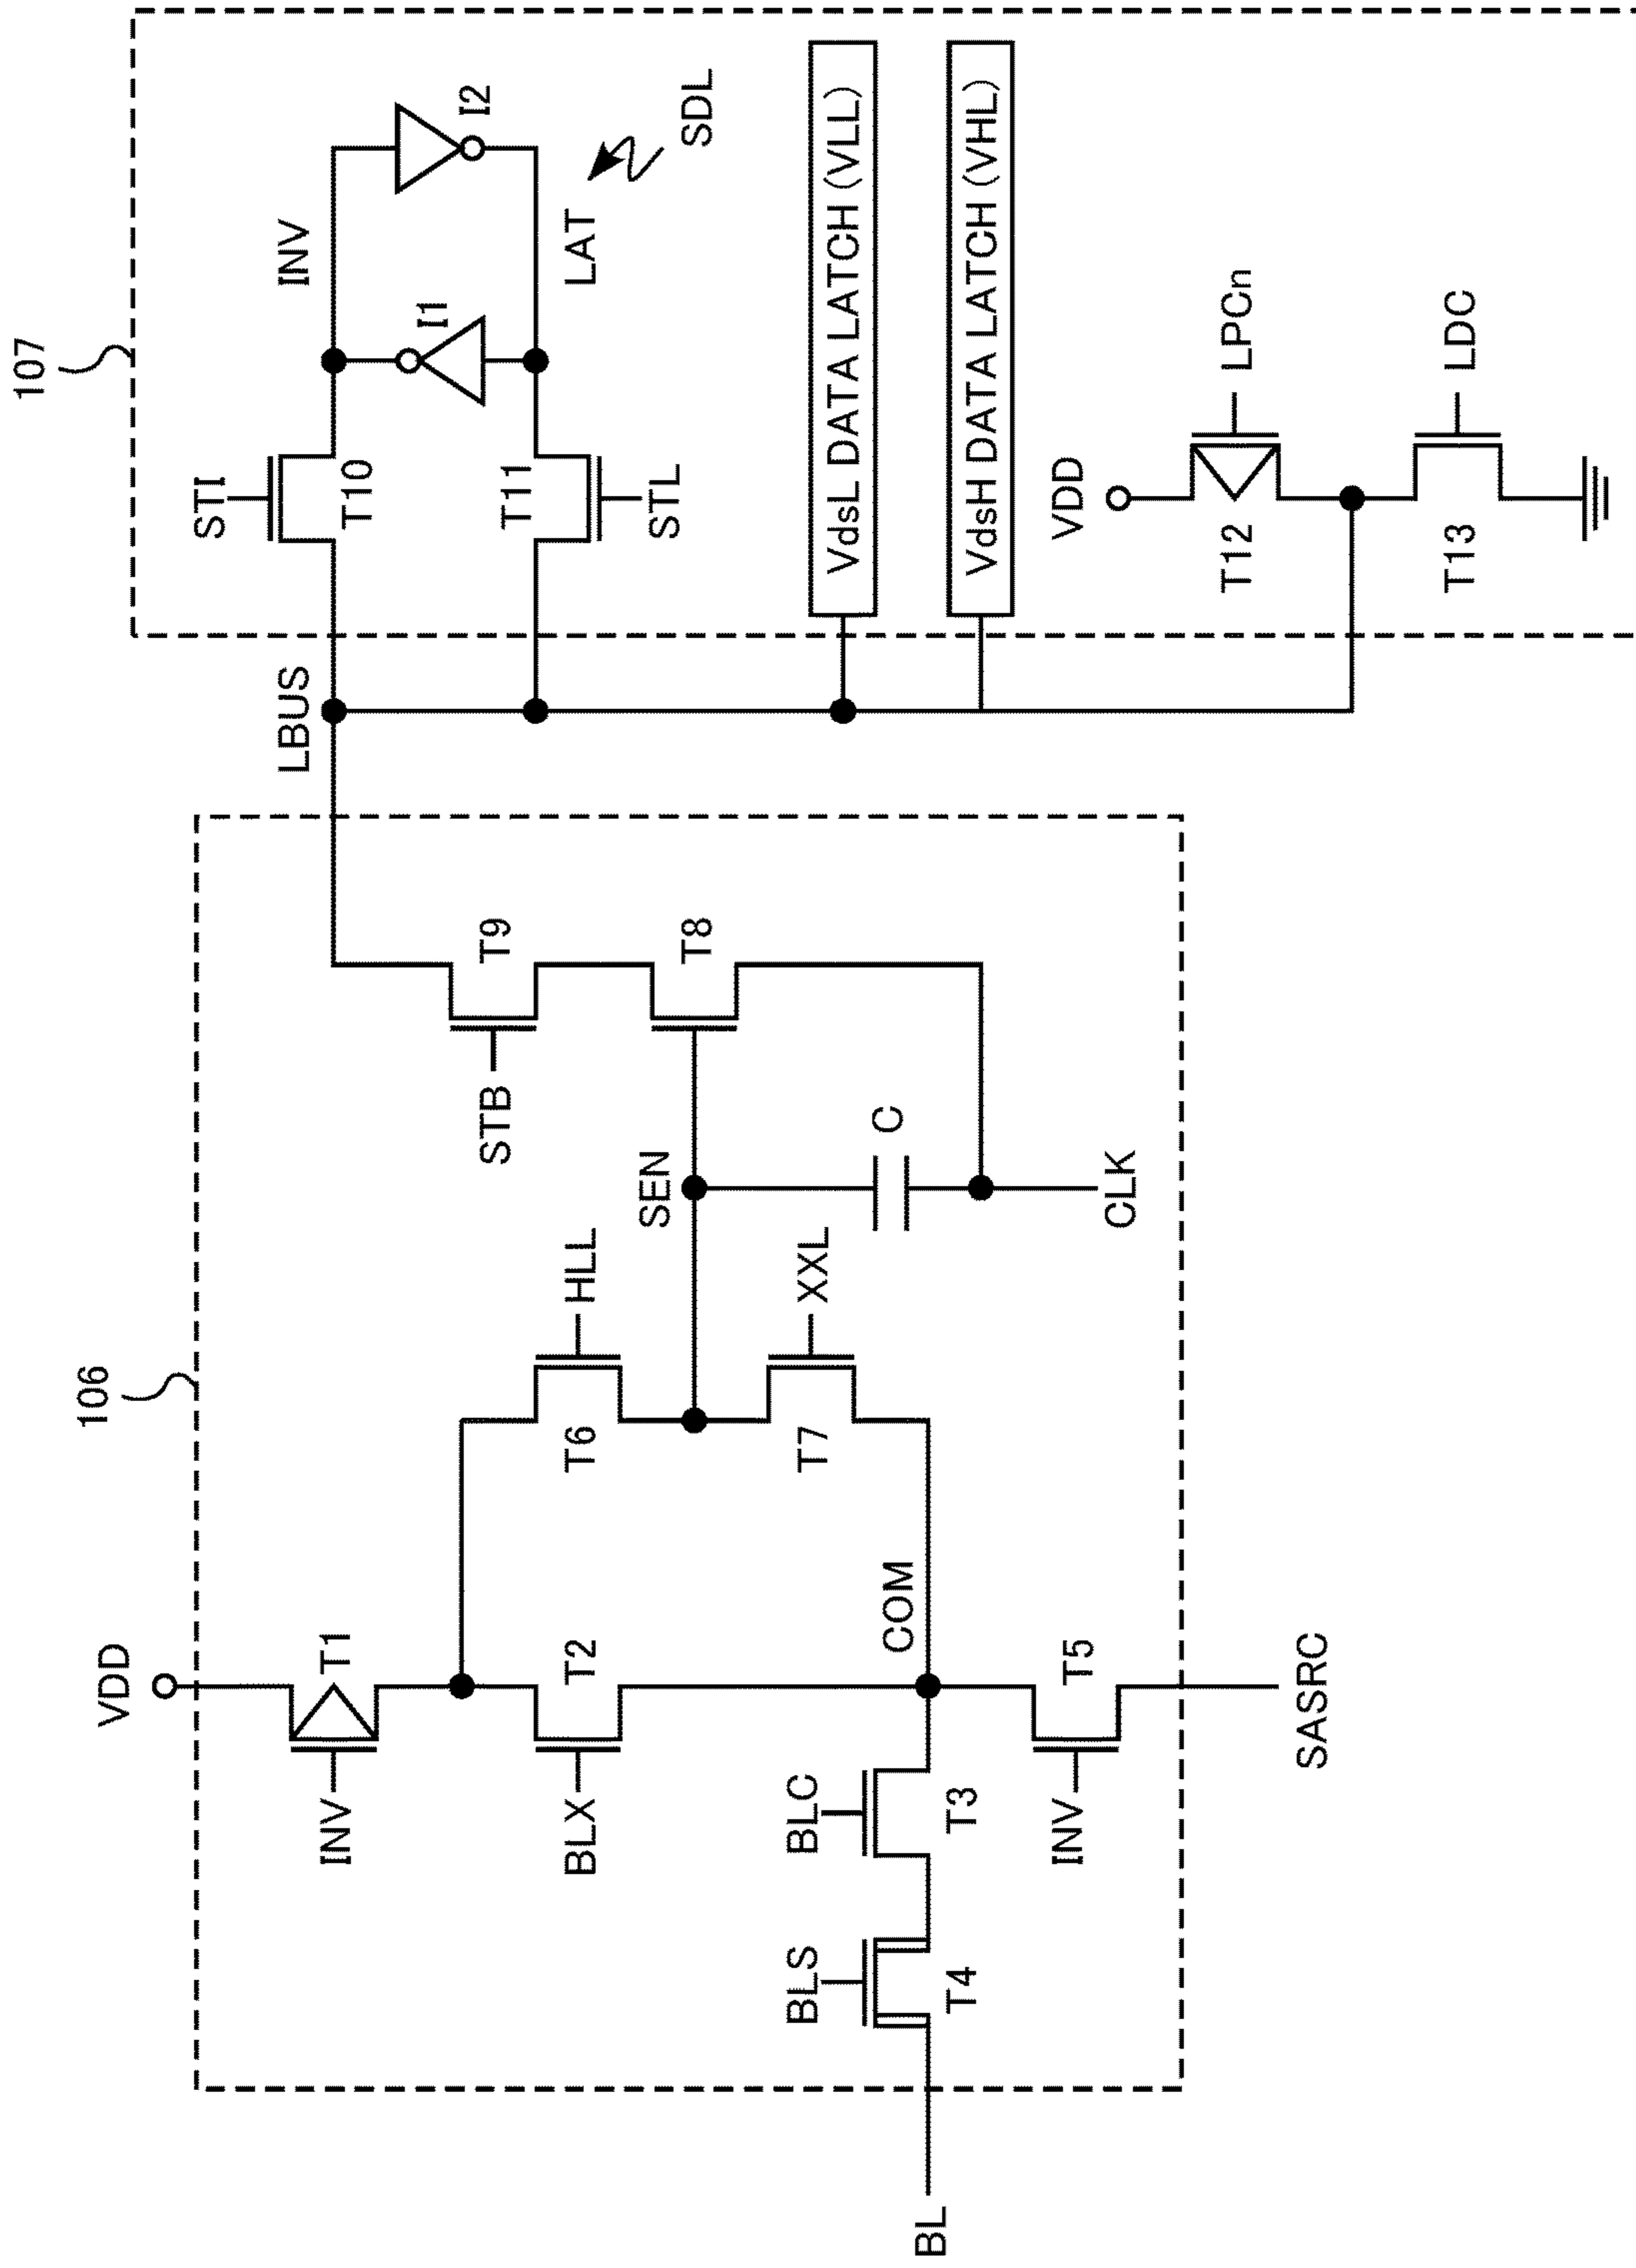 107
INV
I2
I1
LAT
SDL
STI
T10
T11
STL
VdsL DATA LATCH (VLL)
VdsH DATA LATCH (VHL)
VDD
LPCn
T12
LDC
T13
LBUS
106
T9
STB
T8
SEN
C
CLK
HLL
T6
XXL
T7
VDD
T1
INV
T2
BLX
COM
BLC
T3
BLS
T4
T5
INV
SASRC
BL